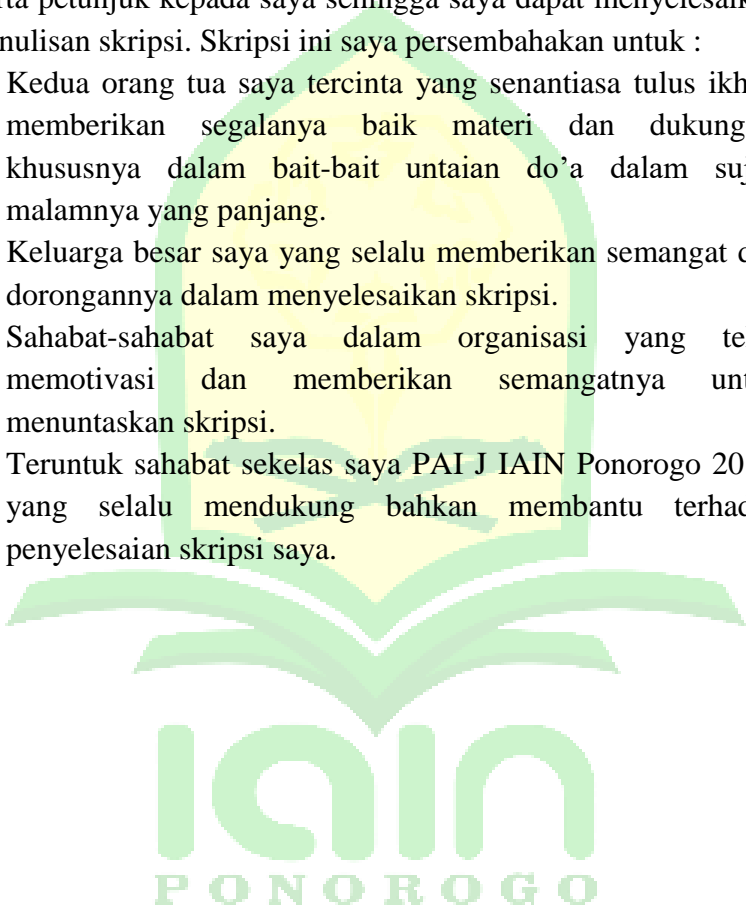 rta petunjuk kepada saya sehingga saya dapat menyelesaik
nulisan skripsi. Skripsi ini saya persembahakan untuk :
Kedua orang tua saya tercinta yang senantiasa tulus ikh
memberikan segalanya baik materi dan dukung
khususnya dalam bait-bait untaian do’a dalam suj
malamnya yang panjang.
Keluarga besar saya yang selalu memberikan semangat d
dorongannya dalam menyelesaikan skripsi.
Sahabat-sahabat saya dalam organisasi yang te
memotivasi dan memberikan semangatnya unt
menuntaskan skripsi.
Teruntuk sahabat sekelas saya PAI J IAIN Ponorogo 20
yang selalu mendukung bahkan membantu terhad
penyelesaian skripsi saya.
iain
PONOROGO